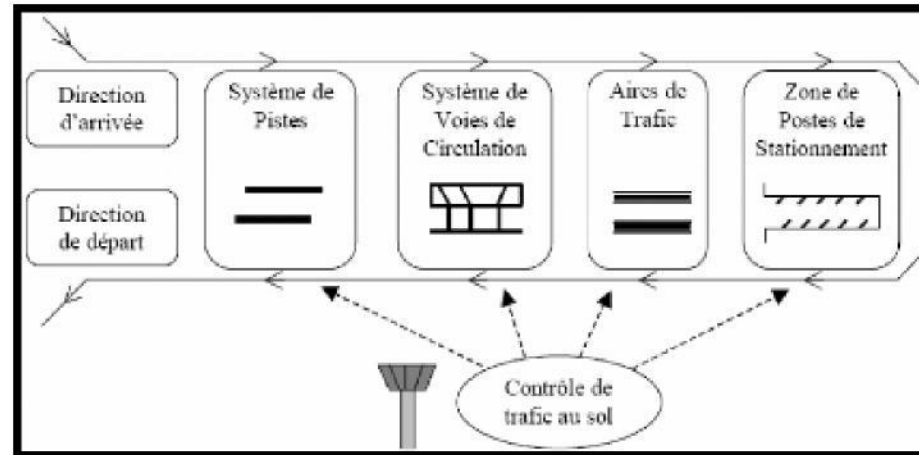 Direction
d'arrivée
Système de
Pistes
Système de
Voies de
Circulation
Aires de
Trafic
Zone de
Postes de
Stationnement
Direction
de départ
Contrôle de
trafic au sol